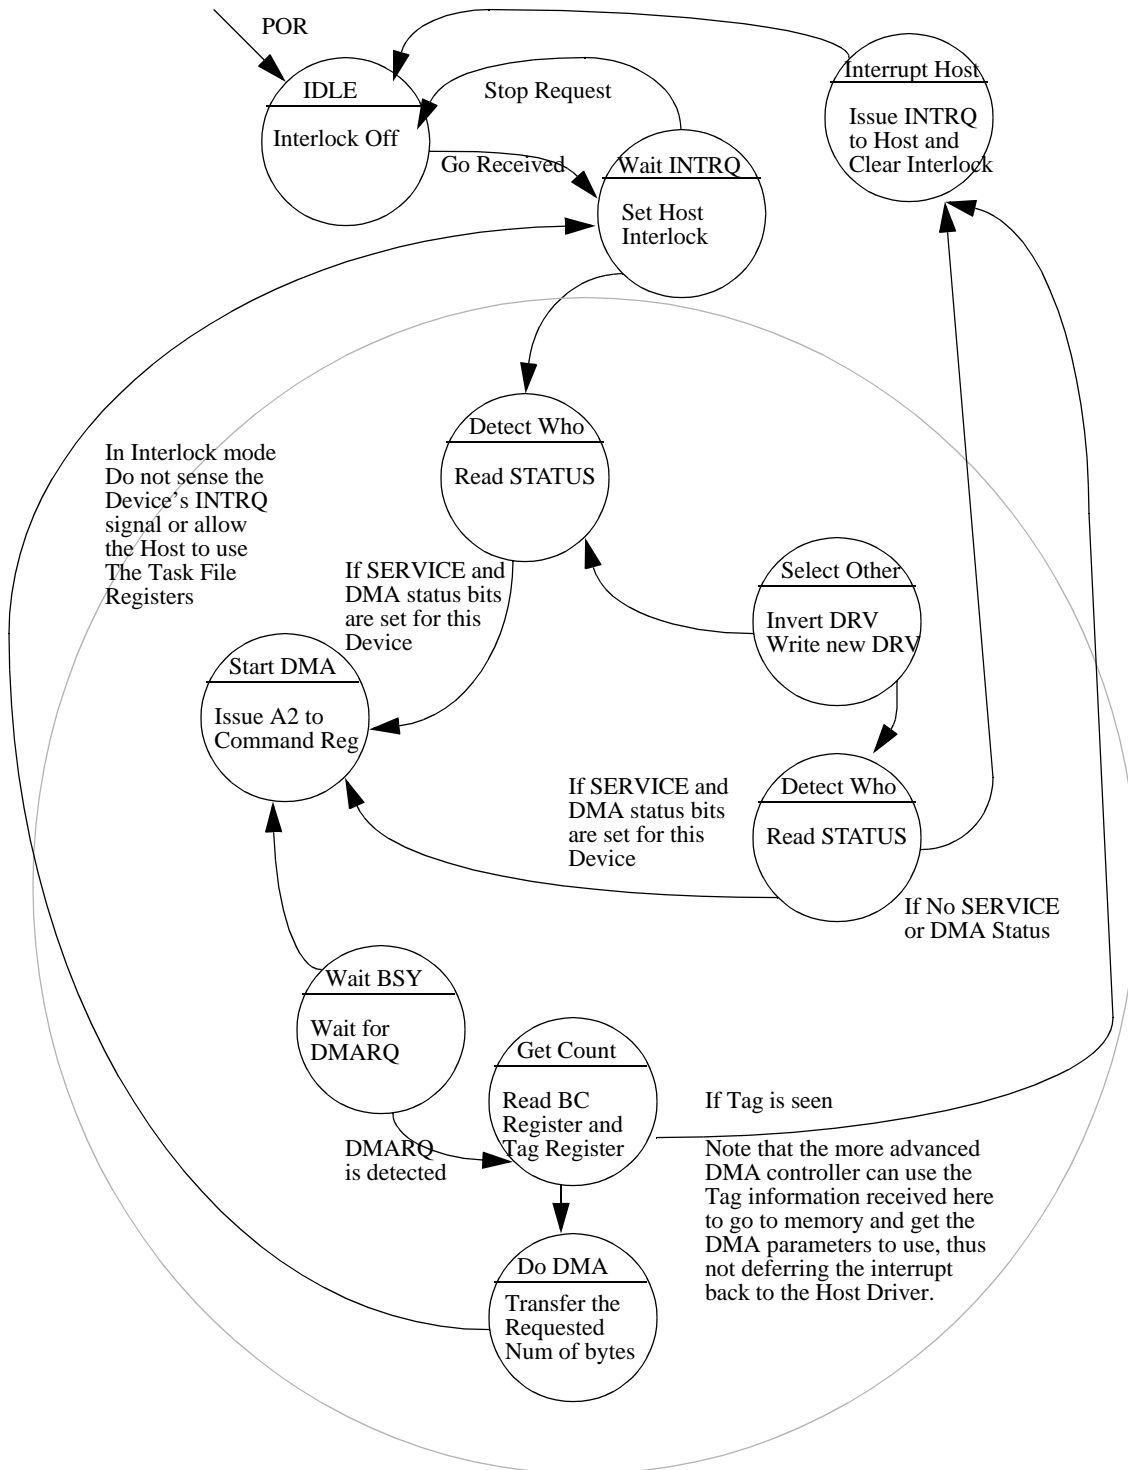 POR
IDLE
Interlock Off
Stop Request
Go Received
Wait INTRQ
Set Host
Interlock
Interrupt Host
Issue INTRQ
to Host and
Clear Interlock
Detect Who
Read STATUS
In Interlock mode
Do not sense the
Device’s INTRQ
signal or allow
the Host to use
The Task File
Registers
If SERVICE and
DMA status bits
are set for this
Device
Select Other
Invert DRV
Write new DRV
Start DMA
Issue A2 to
Command Reg
If SERVICE and
DMA status bits
are set for this
Device
Detect Who
Read STATUS
If No SERVICE
or DMA Status
Wait BSY
Wait for
DMARQ
DMARQ
is detected
Get Count
Read BC
Register and
Tag Register
If Tag is seen
Note that the more advanced
DMA controller can use the
Tag information received here
to go to memory and get the
DMA parameters to use, thus
not deferring the interrupt
back to the Host Driver.
Do DMA
Transfer the
Requested
Num of bytes